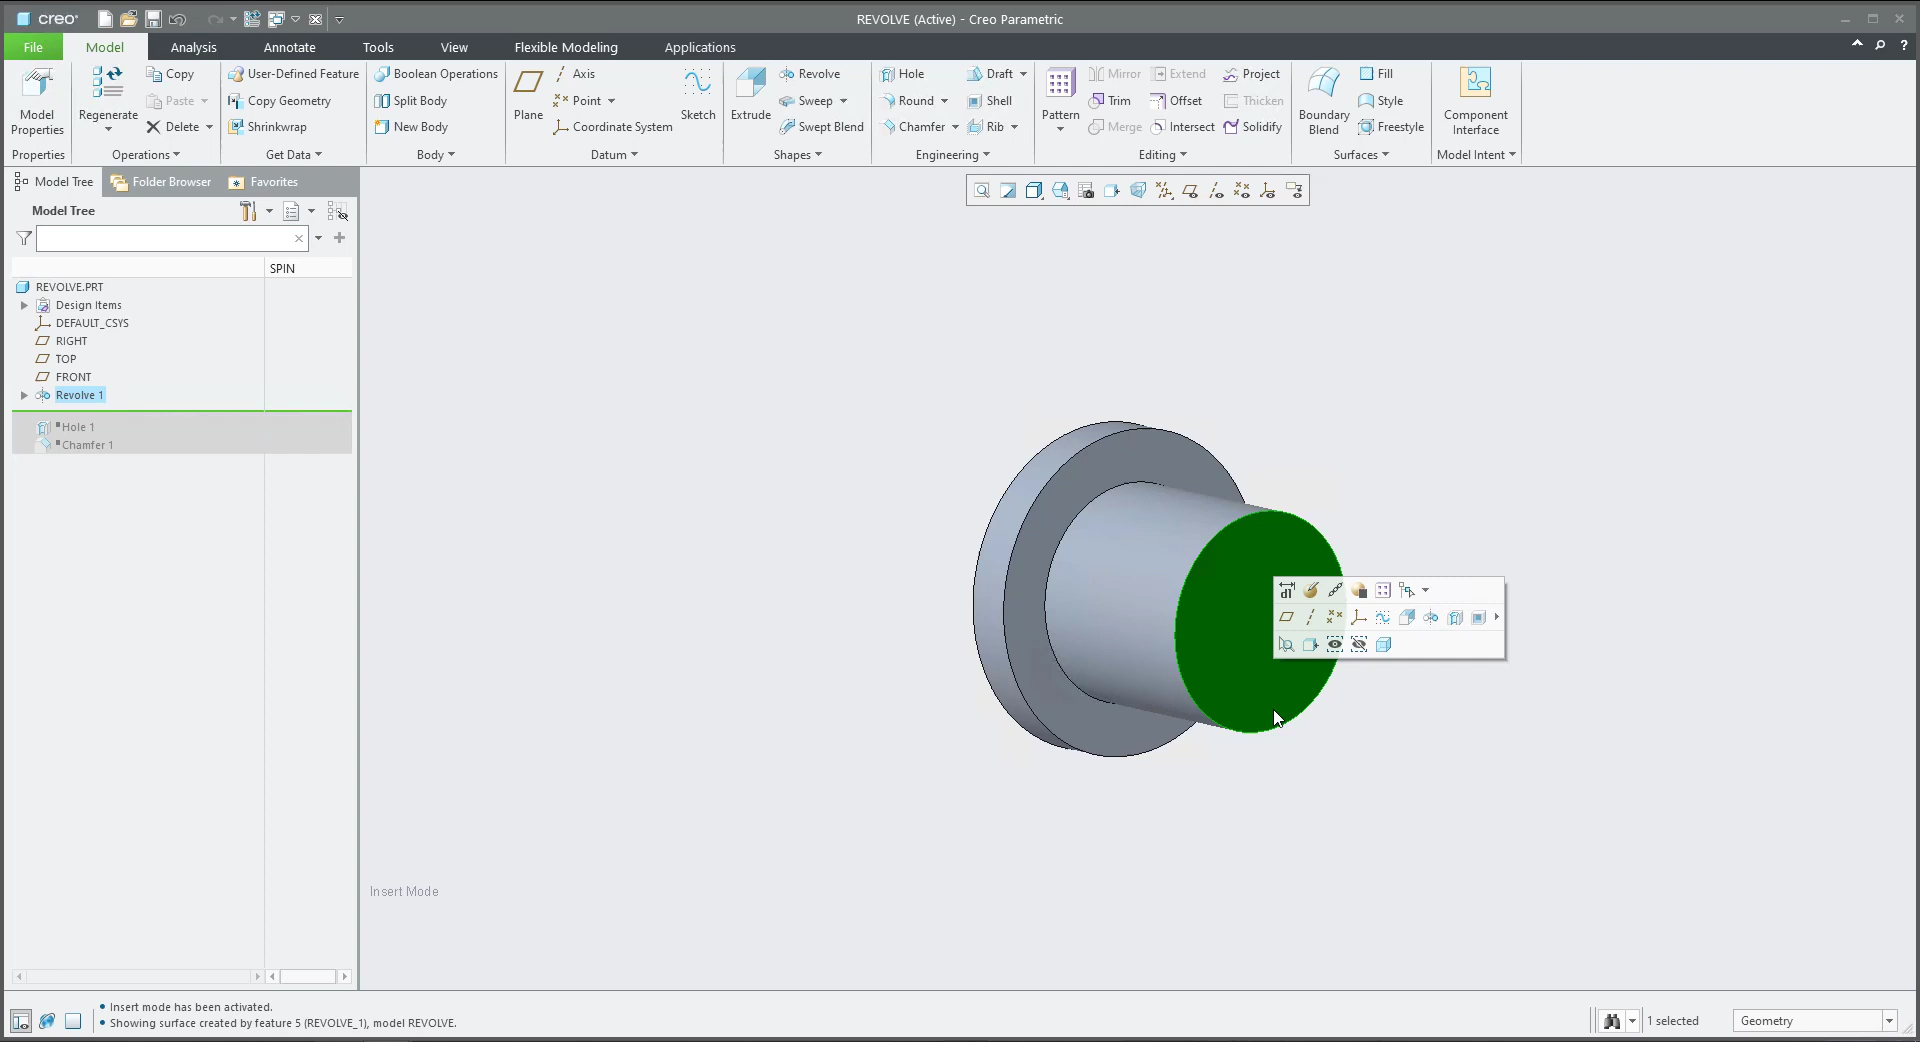 creo®
REVOLVE (Active) - Creo Parametric
File Model Analysis Annotate Tools View Flexible Modeling Applications
Model Properties
Regenerate
Copy
Paste
Delete
User-Defined Feature
Copy Geometry
Shrinkwrap
Boolean Operations
Split Body
New Body
Plane
Axis
Point
Coordinate System
Sketch
Extrude
Revolve
Sweep
Swept Blend
Hole
Round
Chamfer
Draft
Shell
Rib
Pattern
Mirror
Trim
Merge
Extend
Offset
Intersect
Project
Thicken
Solidify
Boundary Blend
Fill
Style
Freestyle
Component Interface
Properties Operations Get Data Body Datum Shapes Engineering Editing Surfaces Model Intent
Model Tree Folder Browser Favorites
Model Tree
SPIN
REVOLVE.PRT
Design Items
DEFAULT_CSYS
RIGHT
TOP
FRONT
Revolve 1
Hole 1
Chamfer 1
d1
Insert Mode
Insert mode has been activated.
Showing surface created by feature 5 (REVOLVE_1), model REVOLVE.
1 selected
Geometry